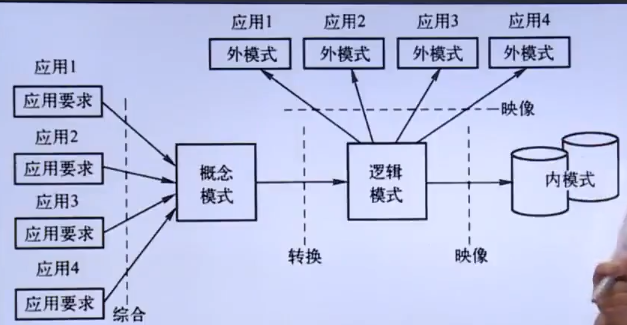 应用1 应用2 应用3 应用4
外模式 外模式 外模式 外模式
映像
应用1
应用要求
应用2
应用要求
应用3
应用要求
应用4
应用要求
综合
概念
模式
转换
逻辑
模式
映像
内模式